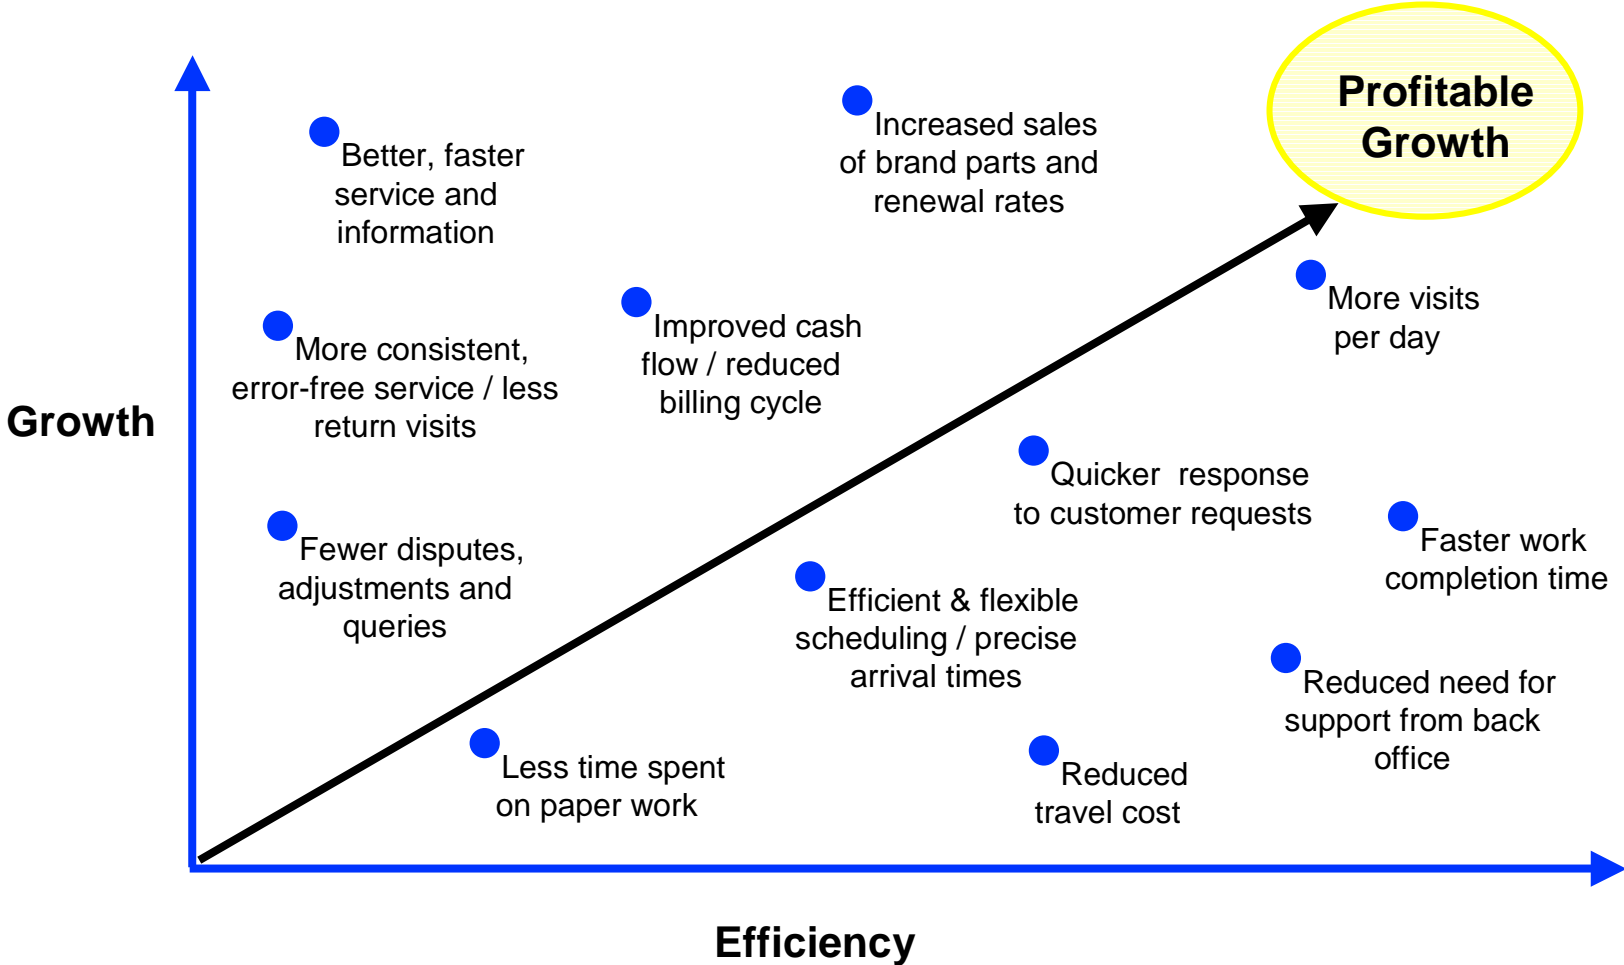 Profitable
Growth
Better, faster
service and
information
Increased sales
of brand parts and
renewal rates
More consistent,
error-free service / less
return visits
Improved cash
flow / reduced
billing cycle
More visits
per day
Growth
Quicker response
to customer requests
Faster work
completion time
Fewer disputes,
adjustments and
queries
Efficient & flexible
scheduling / precise
arrival times
Reduced need for
support from back
office
Less time spent
on paper work
Reduced
travel cost
Efficiency